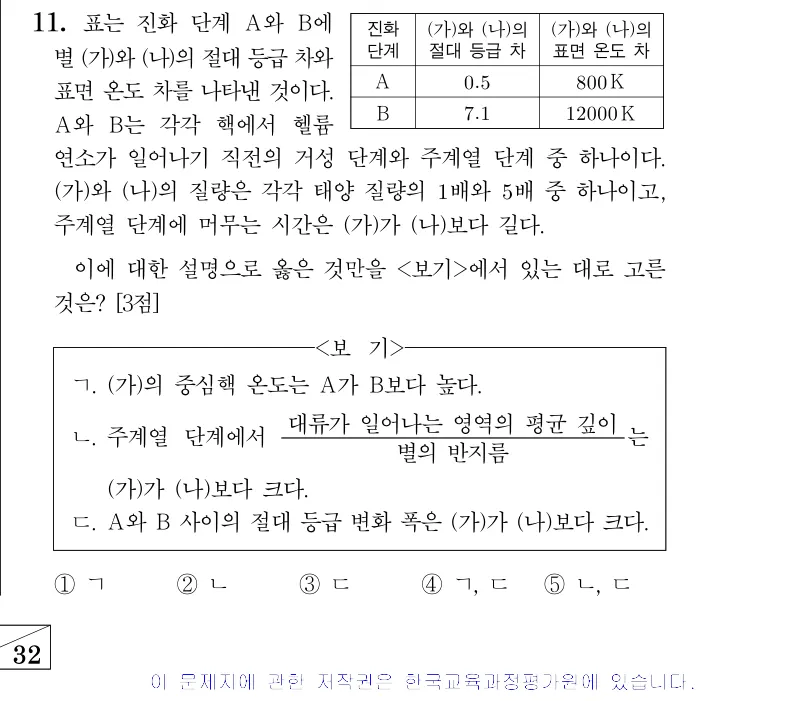 11. 표는 진화 단계 A와 B에
별 (가)와 (나)의 절대 등급 차와
표면 온도 차를 나타낸 것이다.
A와 B는 각각 핵에서 헬륨
진화 단계 (가)와 (나)의 절대 등급 차 (가)와 (나)의 표면 온도 차
A 0.5 800K
B 7.1 12000K
연소가 일어나기 직전의 거성 단계와 주계열 단계 중 하나이다.
(가)와 (나)의 질량은 각각 태양 질량의 1배와 5배 중 하나이고,
주계열 단계에 머무는 시간은 (가)가 (나)보다 길다.
이에 대한 설명으로 옳은 것만을 <보기>에서 있는 대로 고른
것은? [3점]
<보 기>
ㄱ. (가)의 중심핵 온도는 A가 B보다 높다.
ㄴ. 주계열 단계에서 대류가 일어나는 영역의 평균 깊이 / 별의 반지름 는
(가)가 (나)보다 크다.
ㄷ. A와 B 사이의 절대 등급 변화 폭은 (가)가 (나)보다 크다.
① ㄱ ② ㄴ ③ ㄷ ④ ㄱ, ㄷ ⑤ ㄴ, ㄷ
32
이 문제지에 관한 저작권은 한국교육과정평가원에 있습니다.